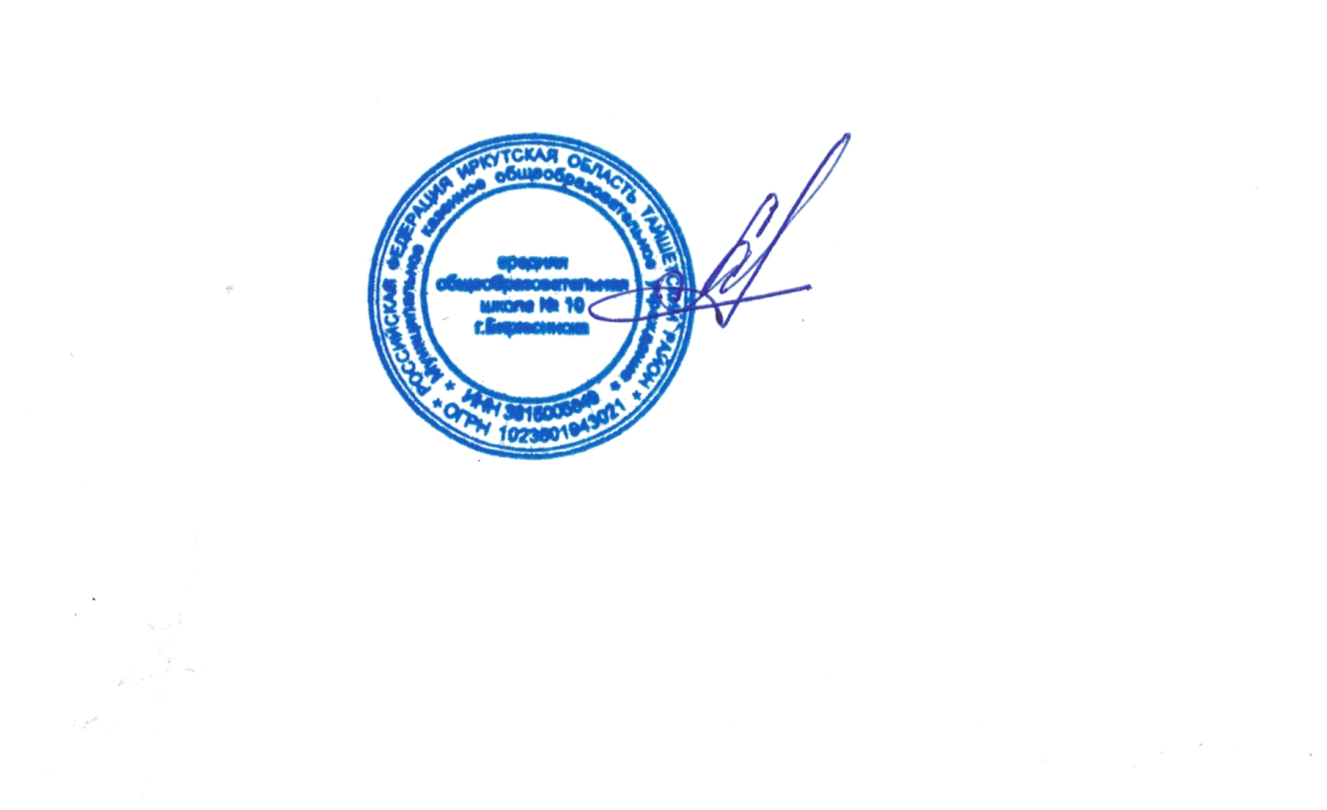 ★ РОССИЙСКАЯ ФЕДЕРАЦИЯ ИРКУТСКАЯ ОБЛАСТЬ ТАЙШЕТСКИЙ РАЙОН ★
★ Муниципальное казенное общеобразовательное учреждение ★
средняя
общеобразовательная
школа № 10
г.Бирюсинска
ИНН
ОГРН 1023801943021